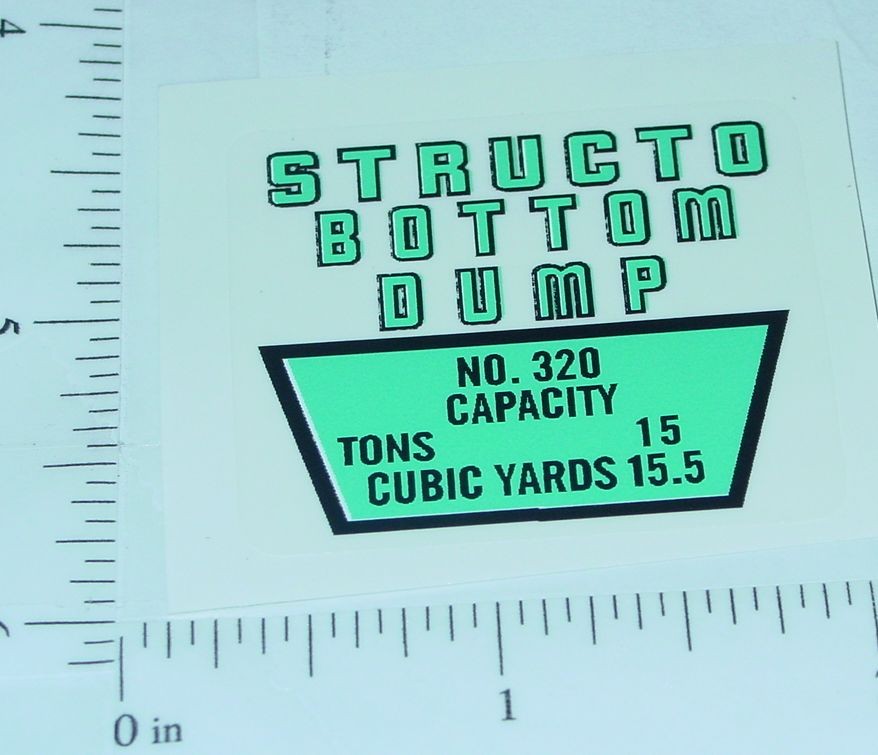 STRUCTO
BOTTOM
DUMP
NO. 320
CAPACITY
TONS 15
CUBIC YARDS 15.5
4
5
0 in
1